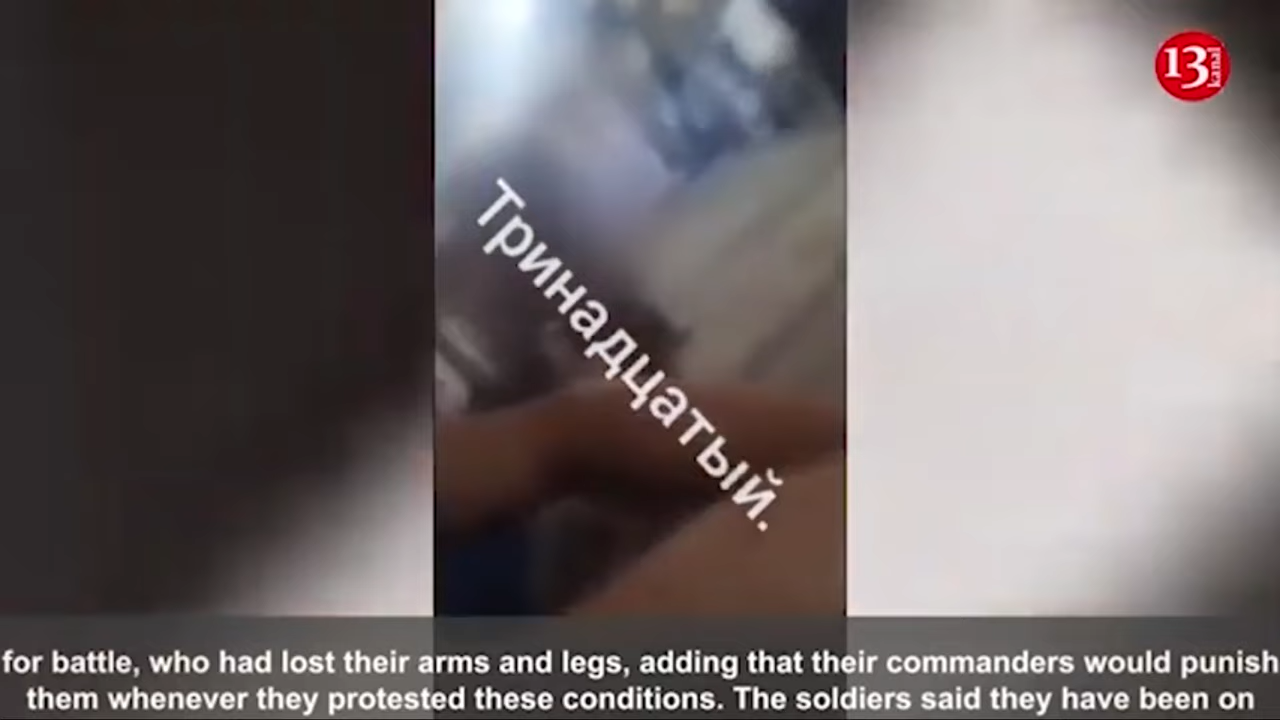 13
kanal
Тринадцатый.
for battle, who had lost their arms and legs, adding that their commanders would punish
them whenever they protested these conditions. The soldiers said they have been on